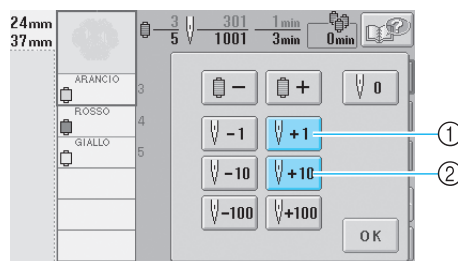 24mm
37mm
3
5
301
1001
1min
3min
0min
ARANCIO
3
ROSSO
4
GIALLO
5
−
+
0
-1
+1
-10
+10
-100
+100
OK
1
2